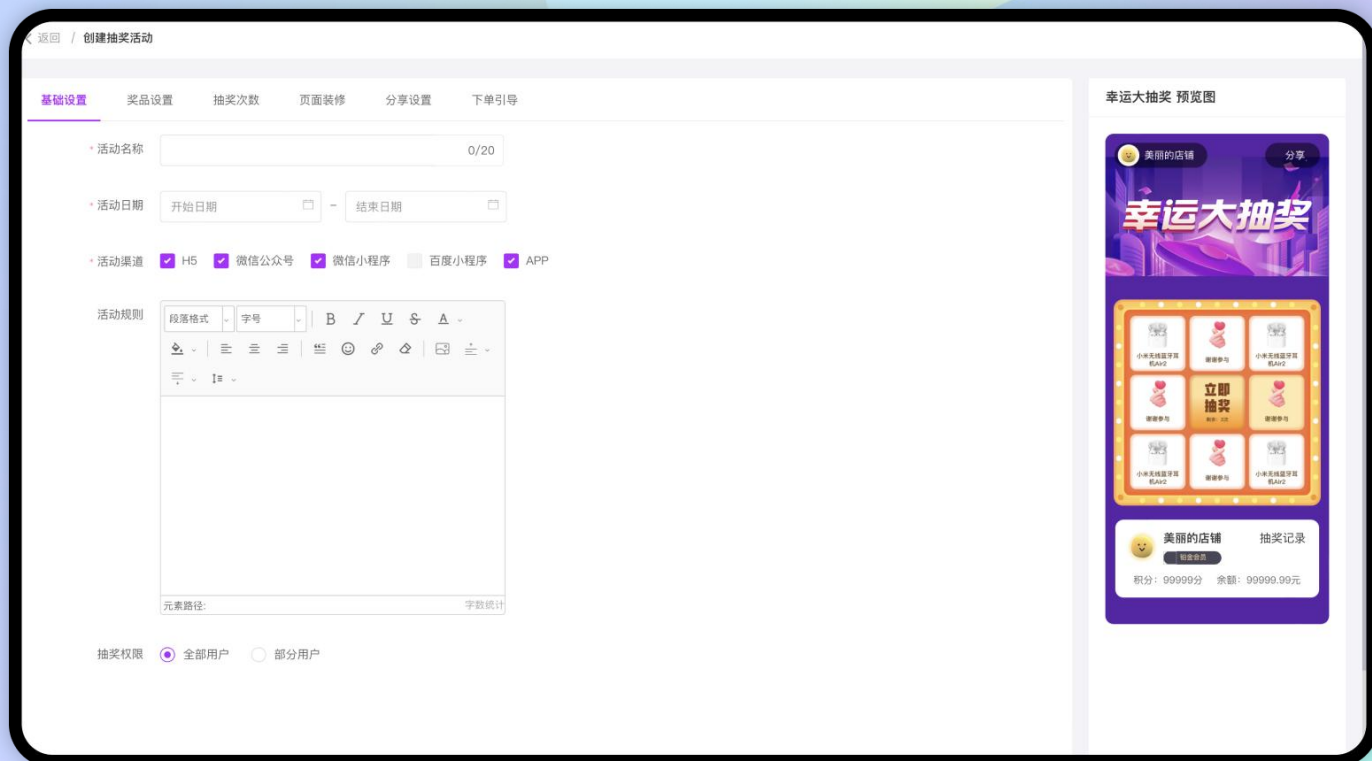 返回 / 创建抽奖活动
基础设置 奖品设置 抽奖次数 页面装修 分享设置 下单引导
* 活动名称 0/20
* 活动日期 开始日期 - 结束日期
* 活动渠道 H5 微信公众号 微信小程序 百度小程序 APP
活动规则
段落格式 字号 B I U S A
元素路径: 字数统计
抽奖权限 全部用户 部分用户
幸运大抽奖 预览图
美丽的店铺 分享
幸运大抽奖
小米无线蓝牙耳机Air2 谢谢参与 小米无线蓝牙耳机Air2
谢谢参与 立即抽奖 谢谢参与
小米无线蓝牙耳机Air2 谢谢参与 小米无线蓝牙耳机Air2
美丽的店铺 抽奖记录
铂金会员
积分：99999分 余额：99999.99元